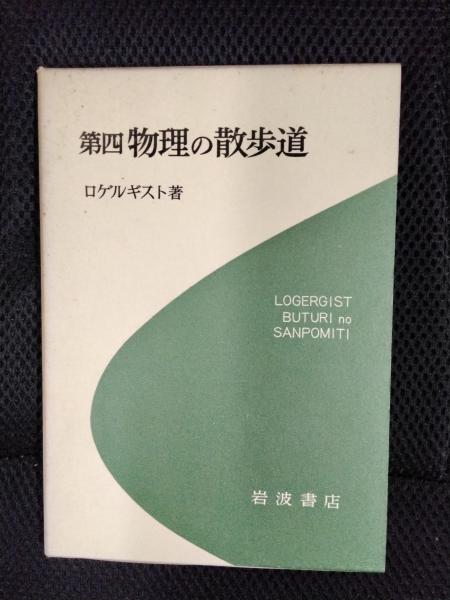 第四 物理の散歩道
ロゲルギスト著
LOGERGIST
BUTURI no
SANPOMITI
岩波書店